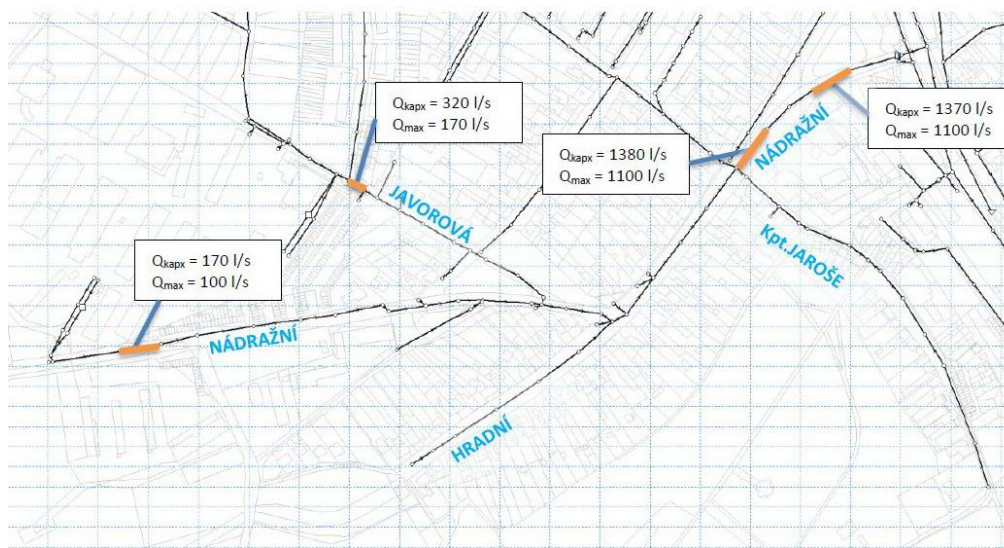 Qkapx = 320 l/s
Qmax = 170 l/s
Qkapx = 1370 l/s
Qmax = 1100 l/s
Qkapx = 1380 l/s
Qmax = 1100 l/s
NÁDRAŽNÍ
JAVOROVÁ
Kpt.JAROŠE
Qkapx = 170 l/s
Qmax = 100 l/s
NÁDRAŽNÍ
HRADNÍ